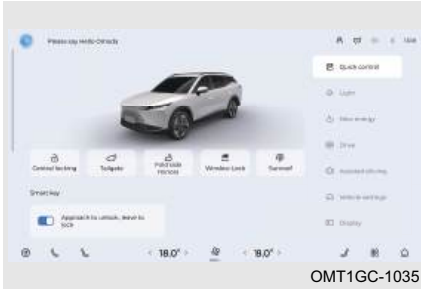 Please say Hello Omoda
Quick control
Light
New energy
Drive
Central locking
Tailgate
Fold side mirrors
Window Lock
Sunroof
Assisted driving
Vehicle settings
Smart key
Approach to unlock, leave to
lock
Display
18.0°
18.0°
OMT1GC-1035